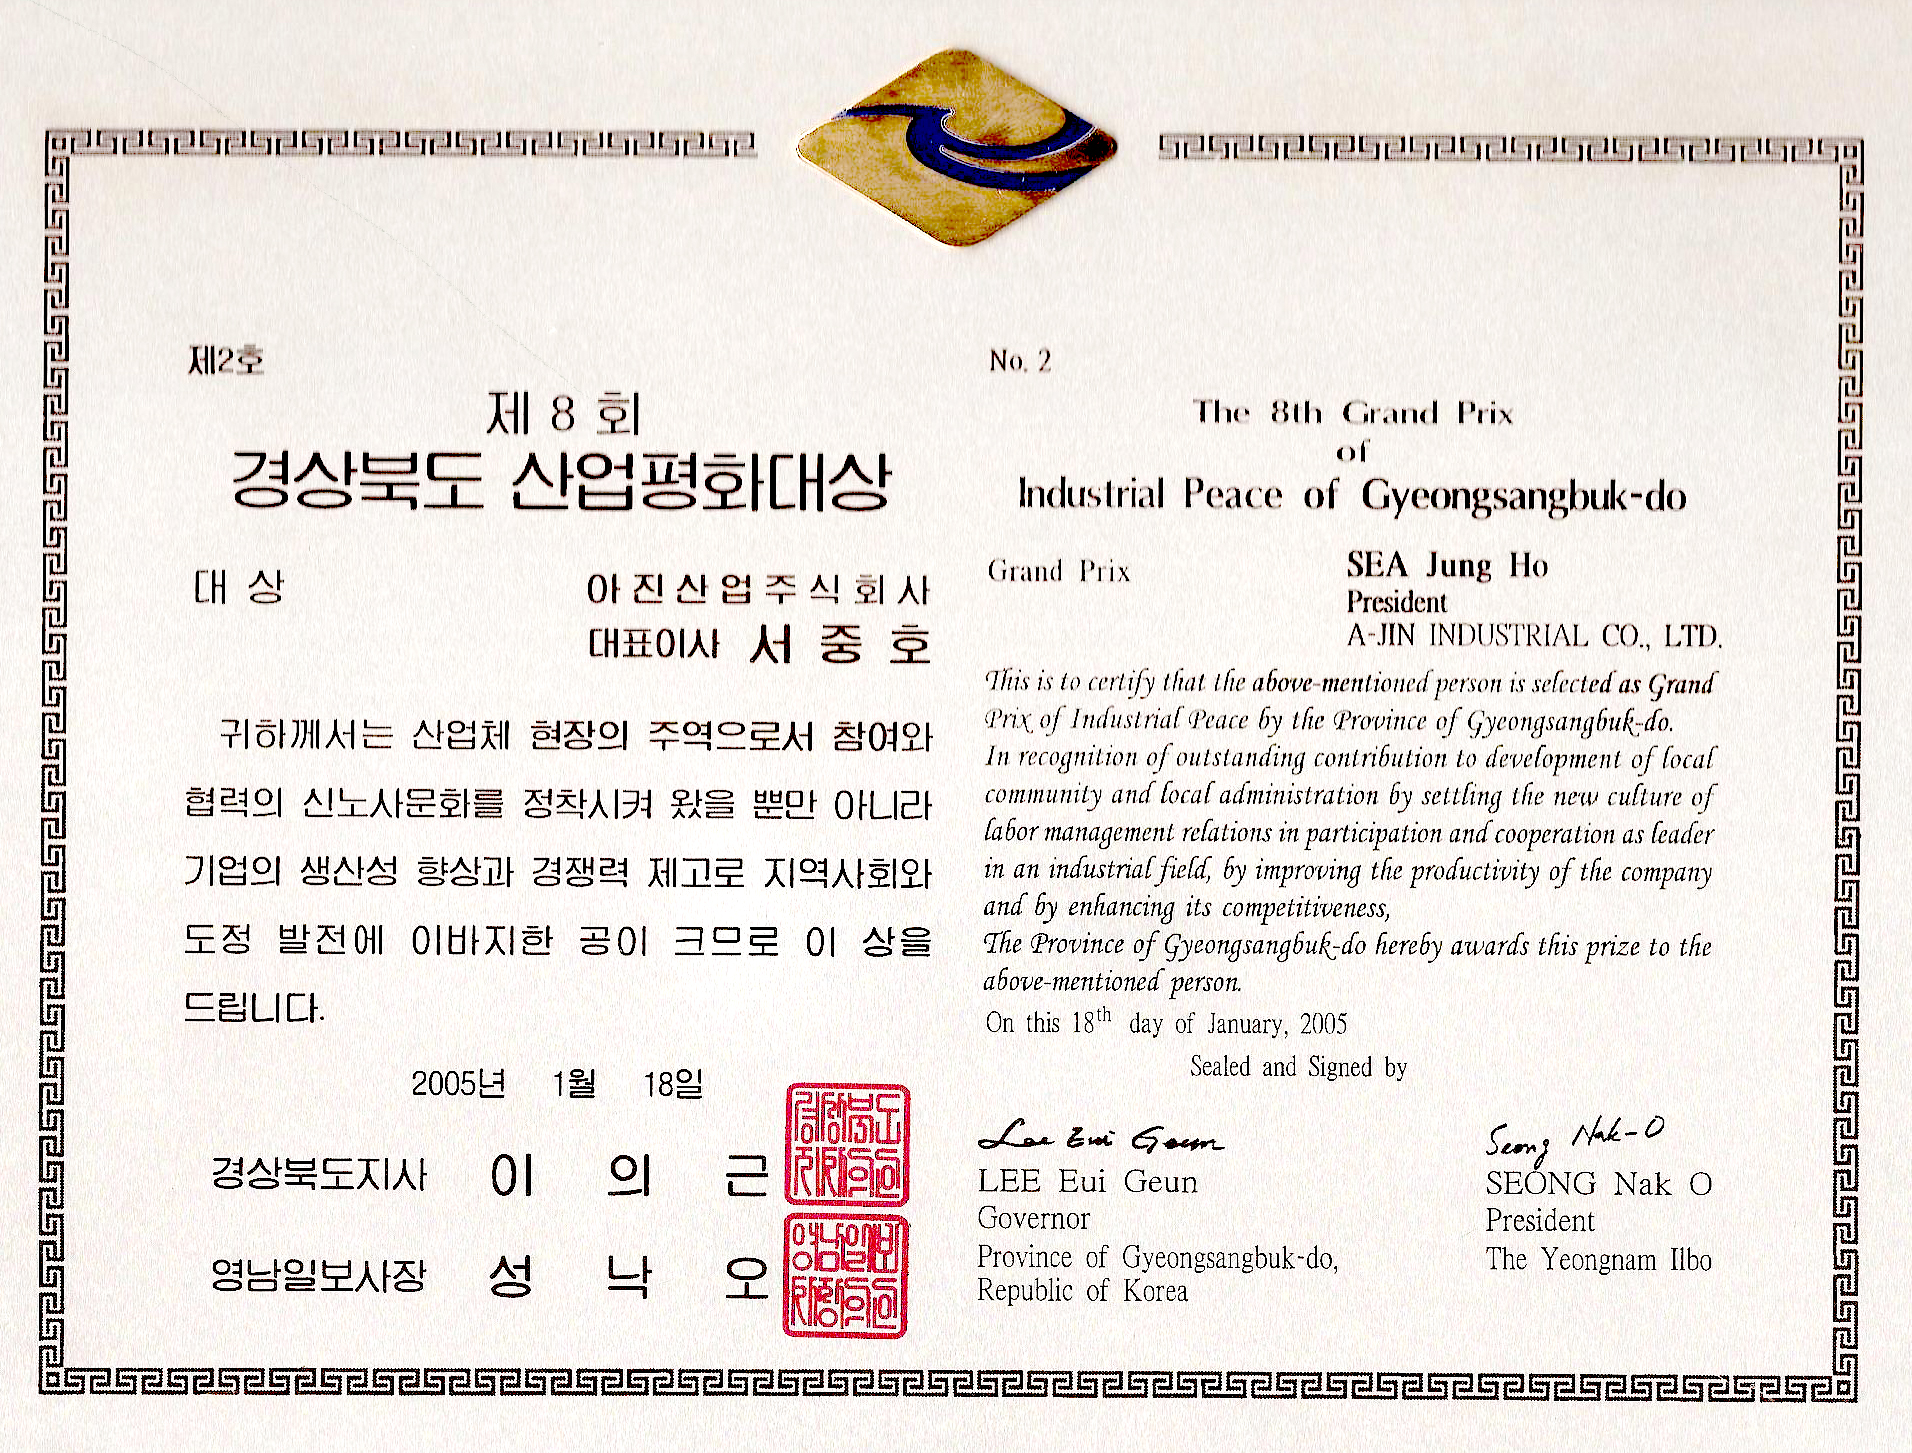 제2호
제 8 회
경상북도 산업평화대상
대 상
아진산업주식회사
대표이사 서 중 호
귀하께서는 산업체 현장의 주역으로서 참여와
협력의 신노사문화를 정착시켜 왔을 뿐만 아니라
기업의 생산성 향상과 경쟁력 제고로 지역사회와
도정 발전에 이바지한 공이 크므로 이 상을
드립니다.
2005년 1월 18일
경상북도지사 이 의 근
영남일보사장 성 낙 오
No. 2
The 8th Grand Prix
of
Industrial Peace of Gyeongsangbuk-do
Grand Prix
SEA Jung Ho
President
A-JIN INDUSTRIAL CO., LTD.
This is to certify that the above-mentioned person is selected as Grand
Prix of Industrial Peace by the Province of Gyeongsangbuk-do.
In recognition of outstanding contribution to development of local
community and local administration by settling the new culture of
labor management relations in participation and cooperation as leader
in an industrial field, by improving the productivity of the company
and by enhancing its competitiveness,
The Province of Gyeongsangbuk-do hereby awards this prize to the
above-mentioned person.
On this 18th day of January, 2005
Sealed and Signed by
Lee Eui Geun
LEE Eui Geun
Governor
Province of Gyeongsangbuk-do,
Republic of Korea
Seong Nak-O
SEONG Nak O
President
The Yeongnam Ilbo